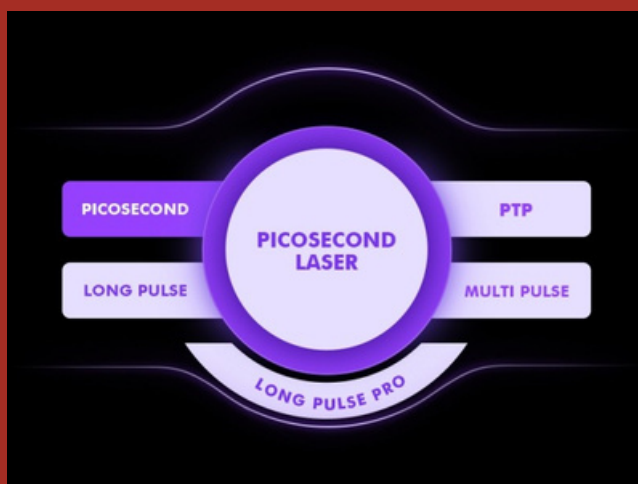 PICOSECOND
PTP
PICOSECOND
LASER
LONG PULSE
MULTI PULSE
LONG PULSE PRO